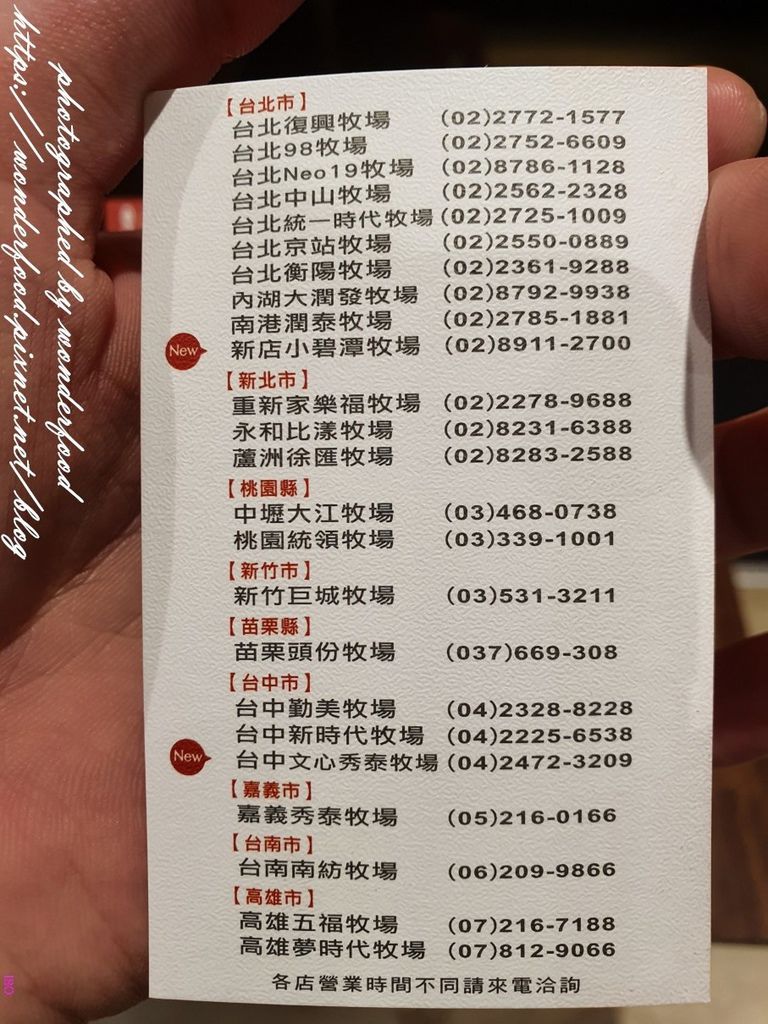 【台北市】
台北復興牧場 (02)2772-1577
台北98牧場 (02)2752-6609
台北Neo19牧場 (02)8786-1128
台北中山牧場 (02)2562-2328
台北統一時代牧場 (02)2725-1009
台北京站牧場 (02)2550-0889
台北衡陽牧場 (02)2361-9288
內湖大潤發牧場 (02)8792-9938
南港潤泰牧場 (02)2785-1881
New 新店小碧潭牧場 (02)8911-2700
【新北市】
重新家樂福牧場 (02)2278-9688
永和比漾牧場 (02)8231-6388
蘆洲徐匯牧場 (02)8283-2588
【桃園縣】
中壢大江牧場 (03)468-0738
桃園統領牧場 (03)339-1001
【新竹市】
新竹巨城牧場 (03)531-3211
【苗栗縣】
苗栗頭份牧場 (037)669-308
【台中市】
台中勤美牧場 (04)2328-8228
台中新時代牧場 (04)2225-6538
New 台中文心秀泰牧場 (04)2472-3209
【嘉義市】
嘉義秀泰牧場 (05)216-0166
【台南市】
台南南紡牧場 (06)209-9866
【高雄市】
高雄五福牧場 (07)216-7188
高雄夢時代牧場 (07)812-9066
各店營業時間不同請來電洽詢
photographed by wonderfood
https://wonderfood.pixnet.net/blog